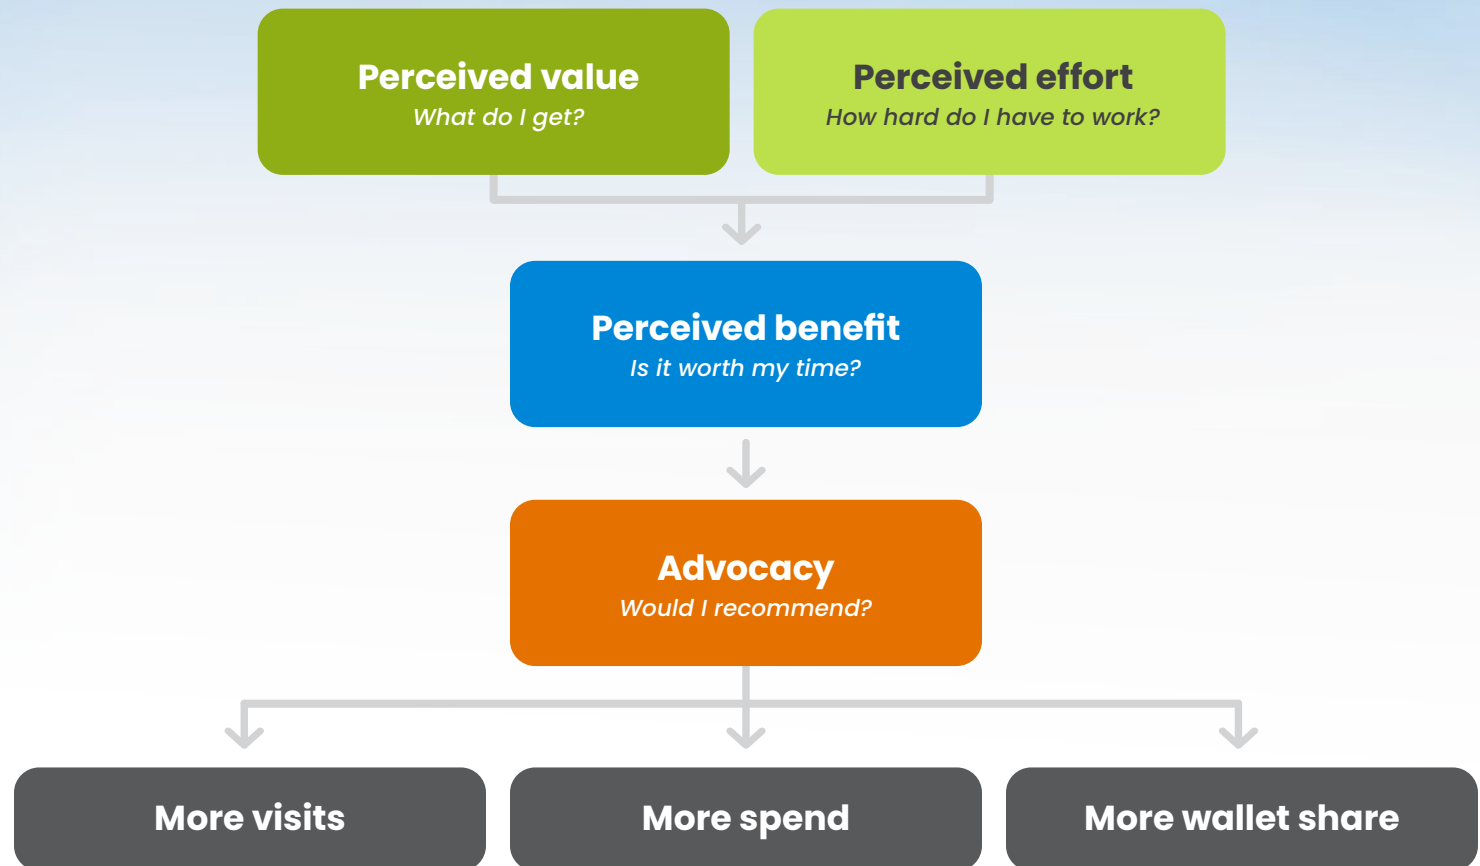 Perceived value
What do I get?
Perceived effort
How hard do I have to work?
Perceived benefit
Is it worth my time?
Advocacy
Would I recommend?
More visits
More spend
More wallet share